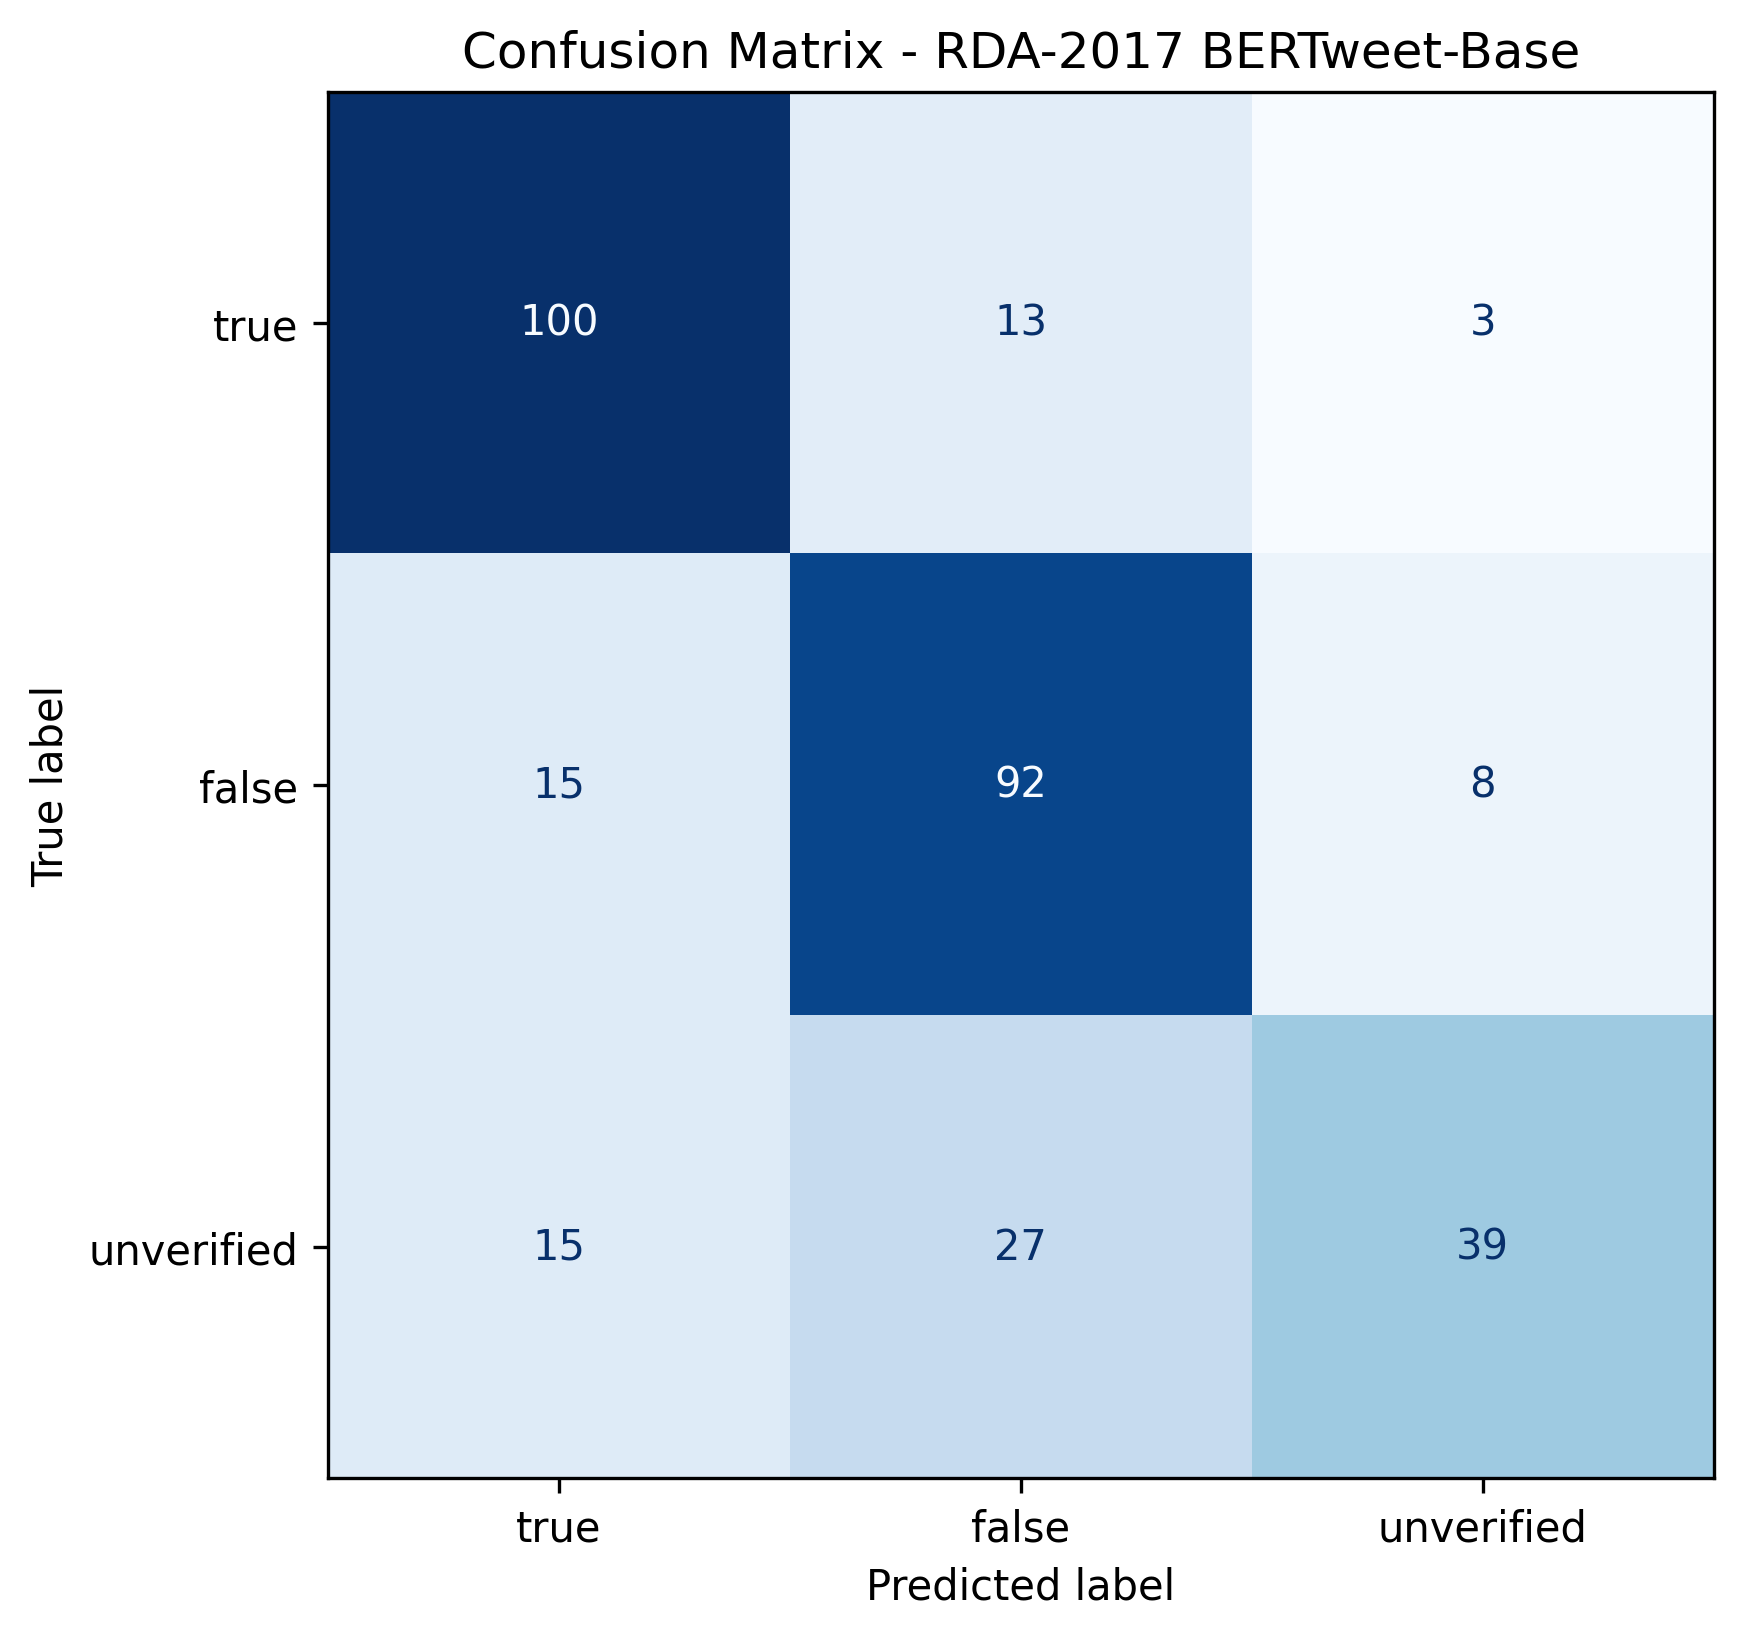 Confusion Matrix - RDA-2017 BERTweet-Base
true 100 13 3
false 15 92 8
unverified 15 27 39
True label
true false unverified
Predicted label